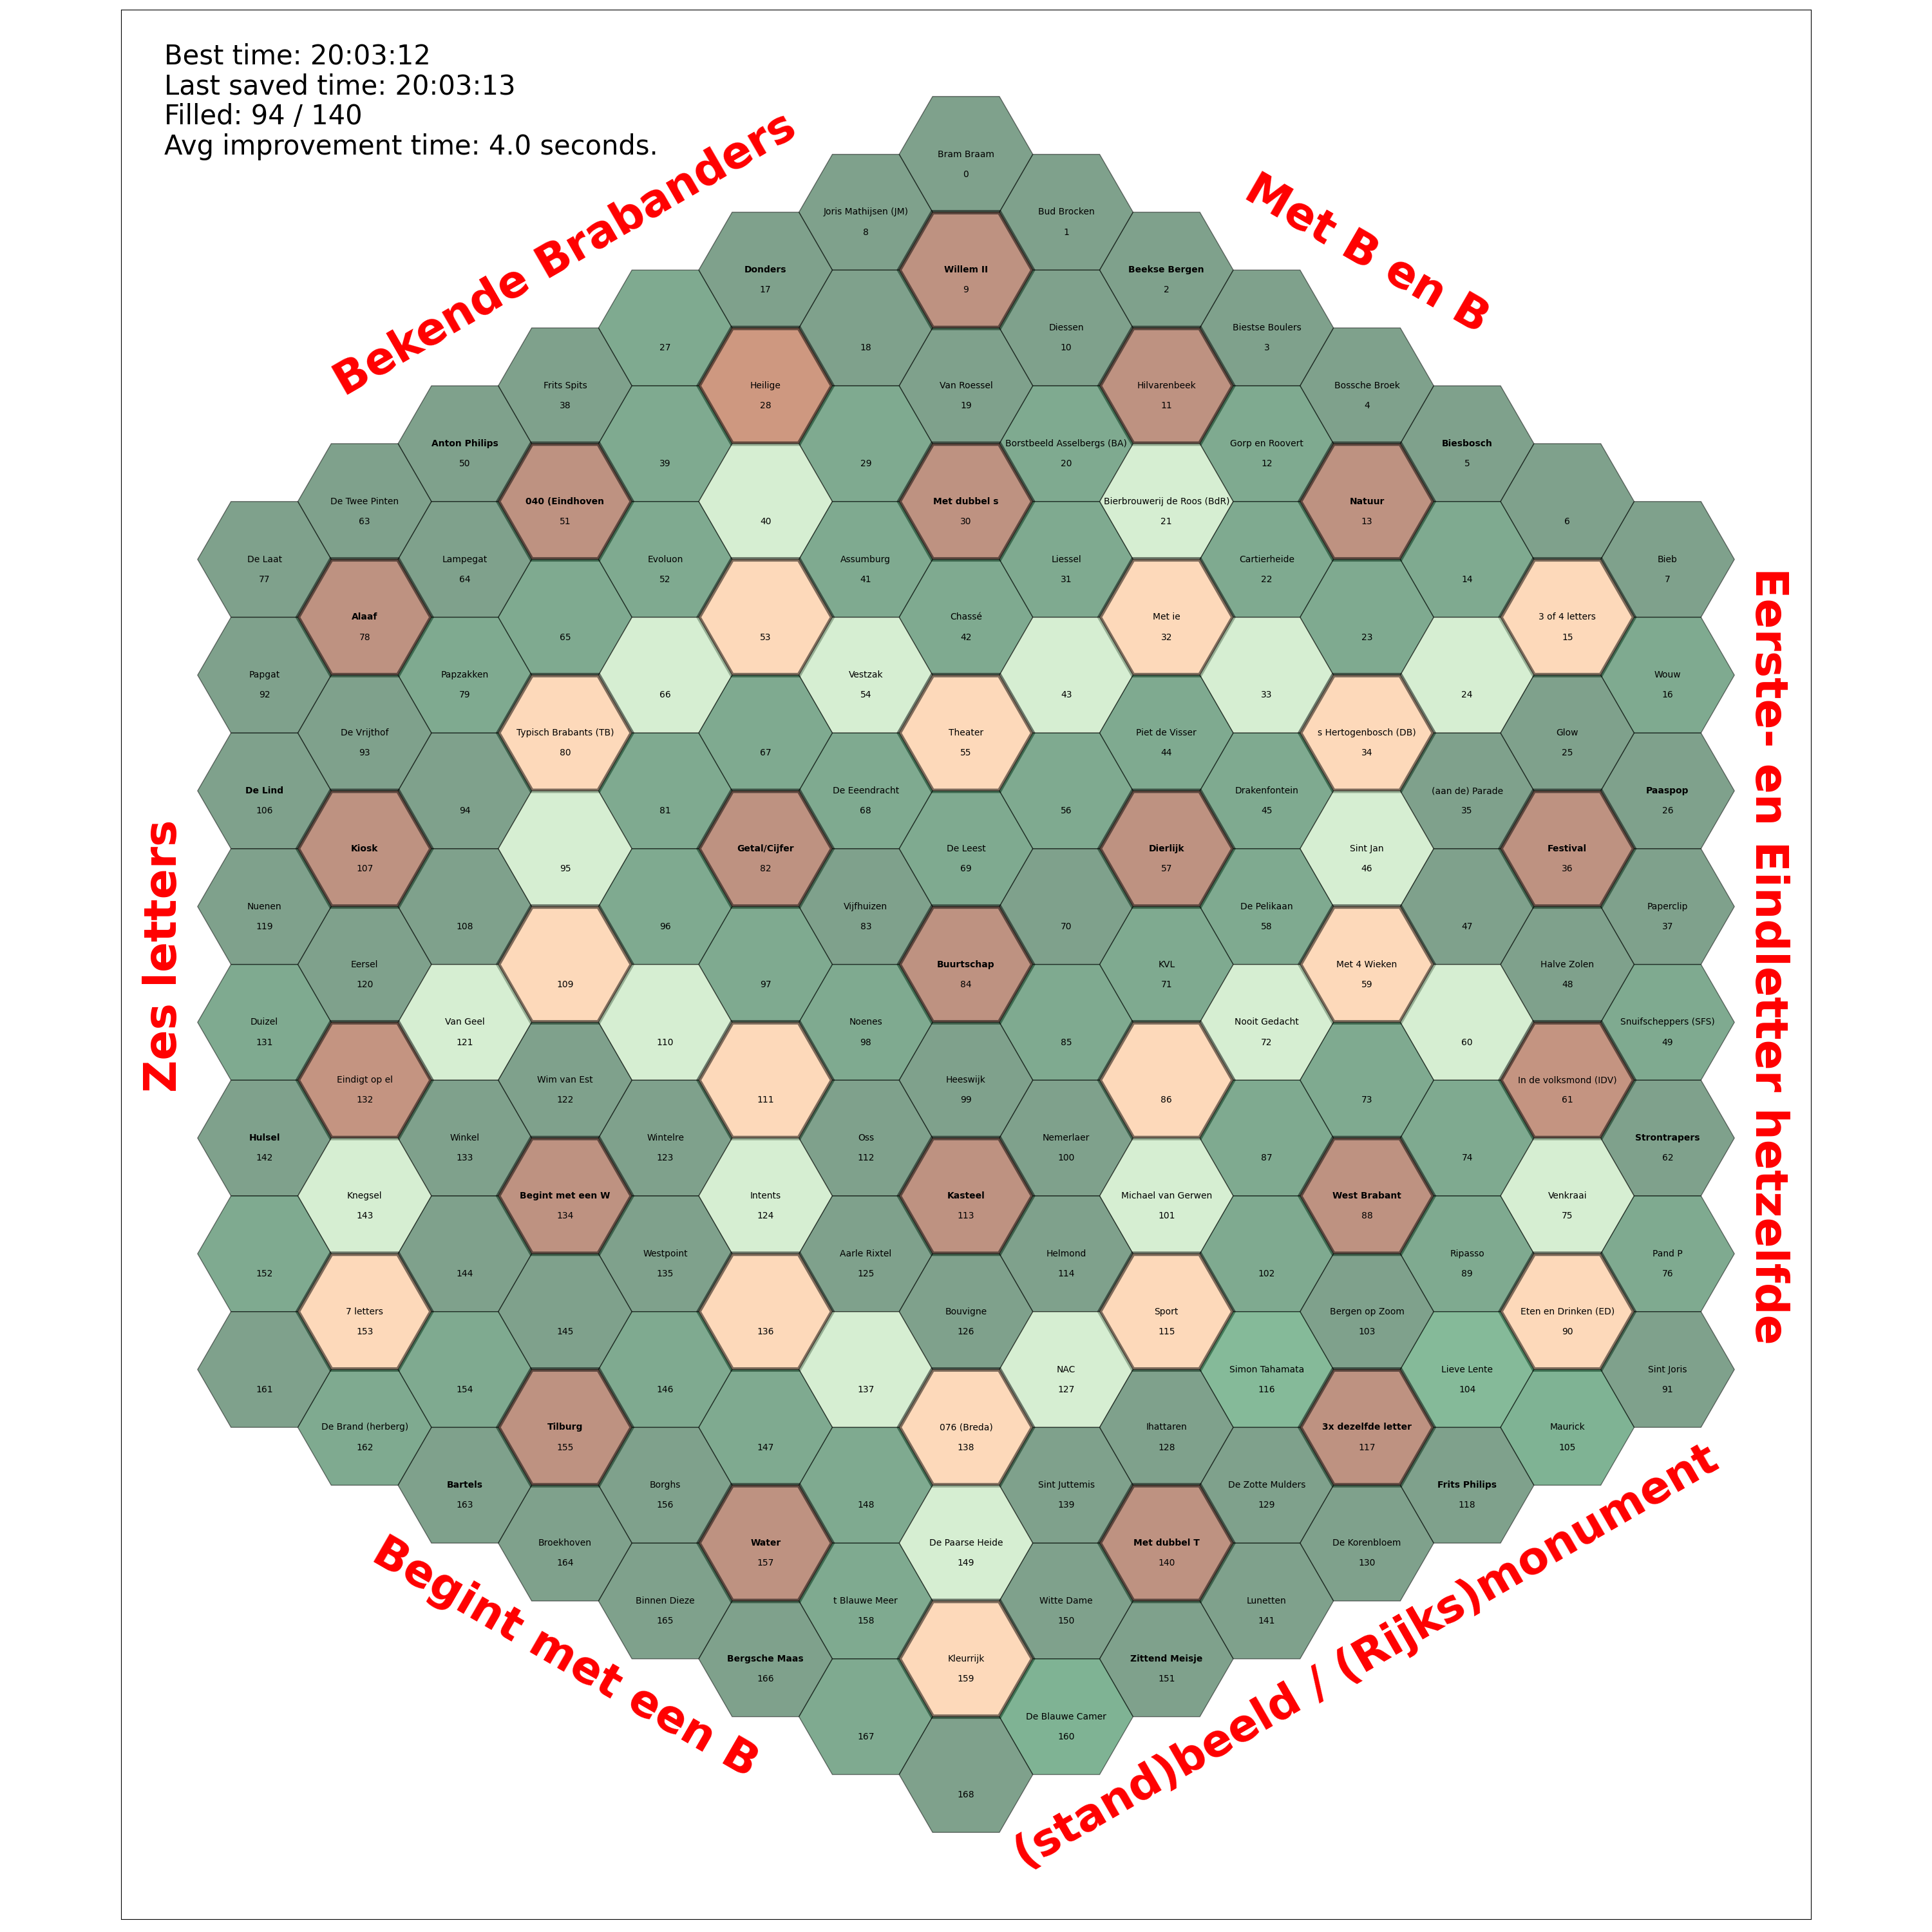 Best time: 20:03:12
Last saved time: 20:03:13
Filled: 94 / 140
Avg improvement time: 4.0 seconds.
Bekende Brabanders
Met B en B
Eerste- en Eindletter hetzelfde
Zes letters
Begint met een B
(stand)beeld / (Rijks)monument
Bram Braam
0
Bud Brocken
1
Beekse Bergen
2
Biestse Boulers
3
Bossche Broek
4
Biesbosch
5
6
Bieb
7
Joris Mathijsen (JM)
8
Willem II
9
Diessen
10
Hilvarenbeek
11
Gorp en Roovert
12
Natuur
13
14
3 of 4 letters
15
Wouw
16
Donders
17
18
Van Roessel
19
Borstbeeld Asselbergs (BA)
20
Bierbrouwerij de Roos (BdR)
21
Cartierheide
22
23
24
Glow
25
Paaspop
26
27
Heilige
28
29
Met dubbel s
30
Liessel
31
Met ie
32
33
s Hertogenbosch (DB)
34
(aan de) Parade
35
Festival
36
Paperclip
37
Frits Spits
38
39
40
Assumburg
41
Chassé
42
43
Piet de Visser
44
Drakenfontein
45
Sint Jan
46
47
Halve Zolen
48
Snuifscheppers (SFS)
49
Anton Philips
50
040 (Eindhoven
51
Evoluon
52
53
Vestzak
54
Theater
55
56
Dierlijk
57
De Pelikaan
58
Met 4 Wieken
59
60
In de volksmond (IDV)
61
Strontrapers
62
De Twee Pinten
63
Lampegat
64
65
66
67
De Eeendracht
68
De Leest
69
70
KVL
71
Nooit Gedacht
72
73
74
Venkraai
75
Pand P
76
De Laat
77
Alaaf
78
Papzakken
79
Typisch Brabants (TB)
80
81
Getal/Cijfer
82
Vijfhuizen
83
Buurtschap
84
85
86
87
West Brabant
88
Ripasso
89
Eten en Drinken (ED)
90
Sint Joris
91
Papgat
92
De Vrijthof
93
94
95
96
97
Noenes
98
Heeswijk
99
Nemerlaer
100
Michael van Gerwen
101
102
Bergen op Zoom
103
Lieve Lente
104
Maurick
105
De Lind
106
Kiosk
107
108
109
110
111
Oss
112
Kasteel
113
Helmond
114
Sport
115
Simon Tahamata
116
3x dezelfde letter
117
Frits Philips
118
Nuenen
119
Eersel
120
Van Geel
121
Wim van Est
122
Wintelre
123
Intents
124
Aarle Rixtel
125
Bouvigne
126
NAC
127
Ihattaren
128
De Zotte Mulders
129
De Korenbloem
130
Duizel
131
Eindigt op el
132
Winkel
133
Begint met een W
134
Westpoint
135
136
137
076 (Breda)
138
Sint Juttemis
139
Met dubbel T
140
Lunetten
141
Hulsel
142
Knegsel
143
144
145
146
147
148
De Paarse Heide
149
Witte Dame
150
Zittend Meisje
151
152
7 letters
153
154
Tilburg
155
Borghs
156
Water
157
t Blauwe Meer
158
Kleurrijk
159
De Blauwe Camer
160
161
De Brand (herberg)
162
Bartels
163
Broekhoven
164
Binnen Dieze
165
Bergsche Maas
166
167
168